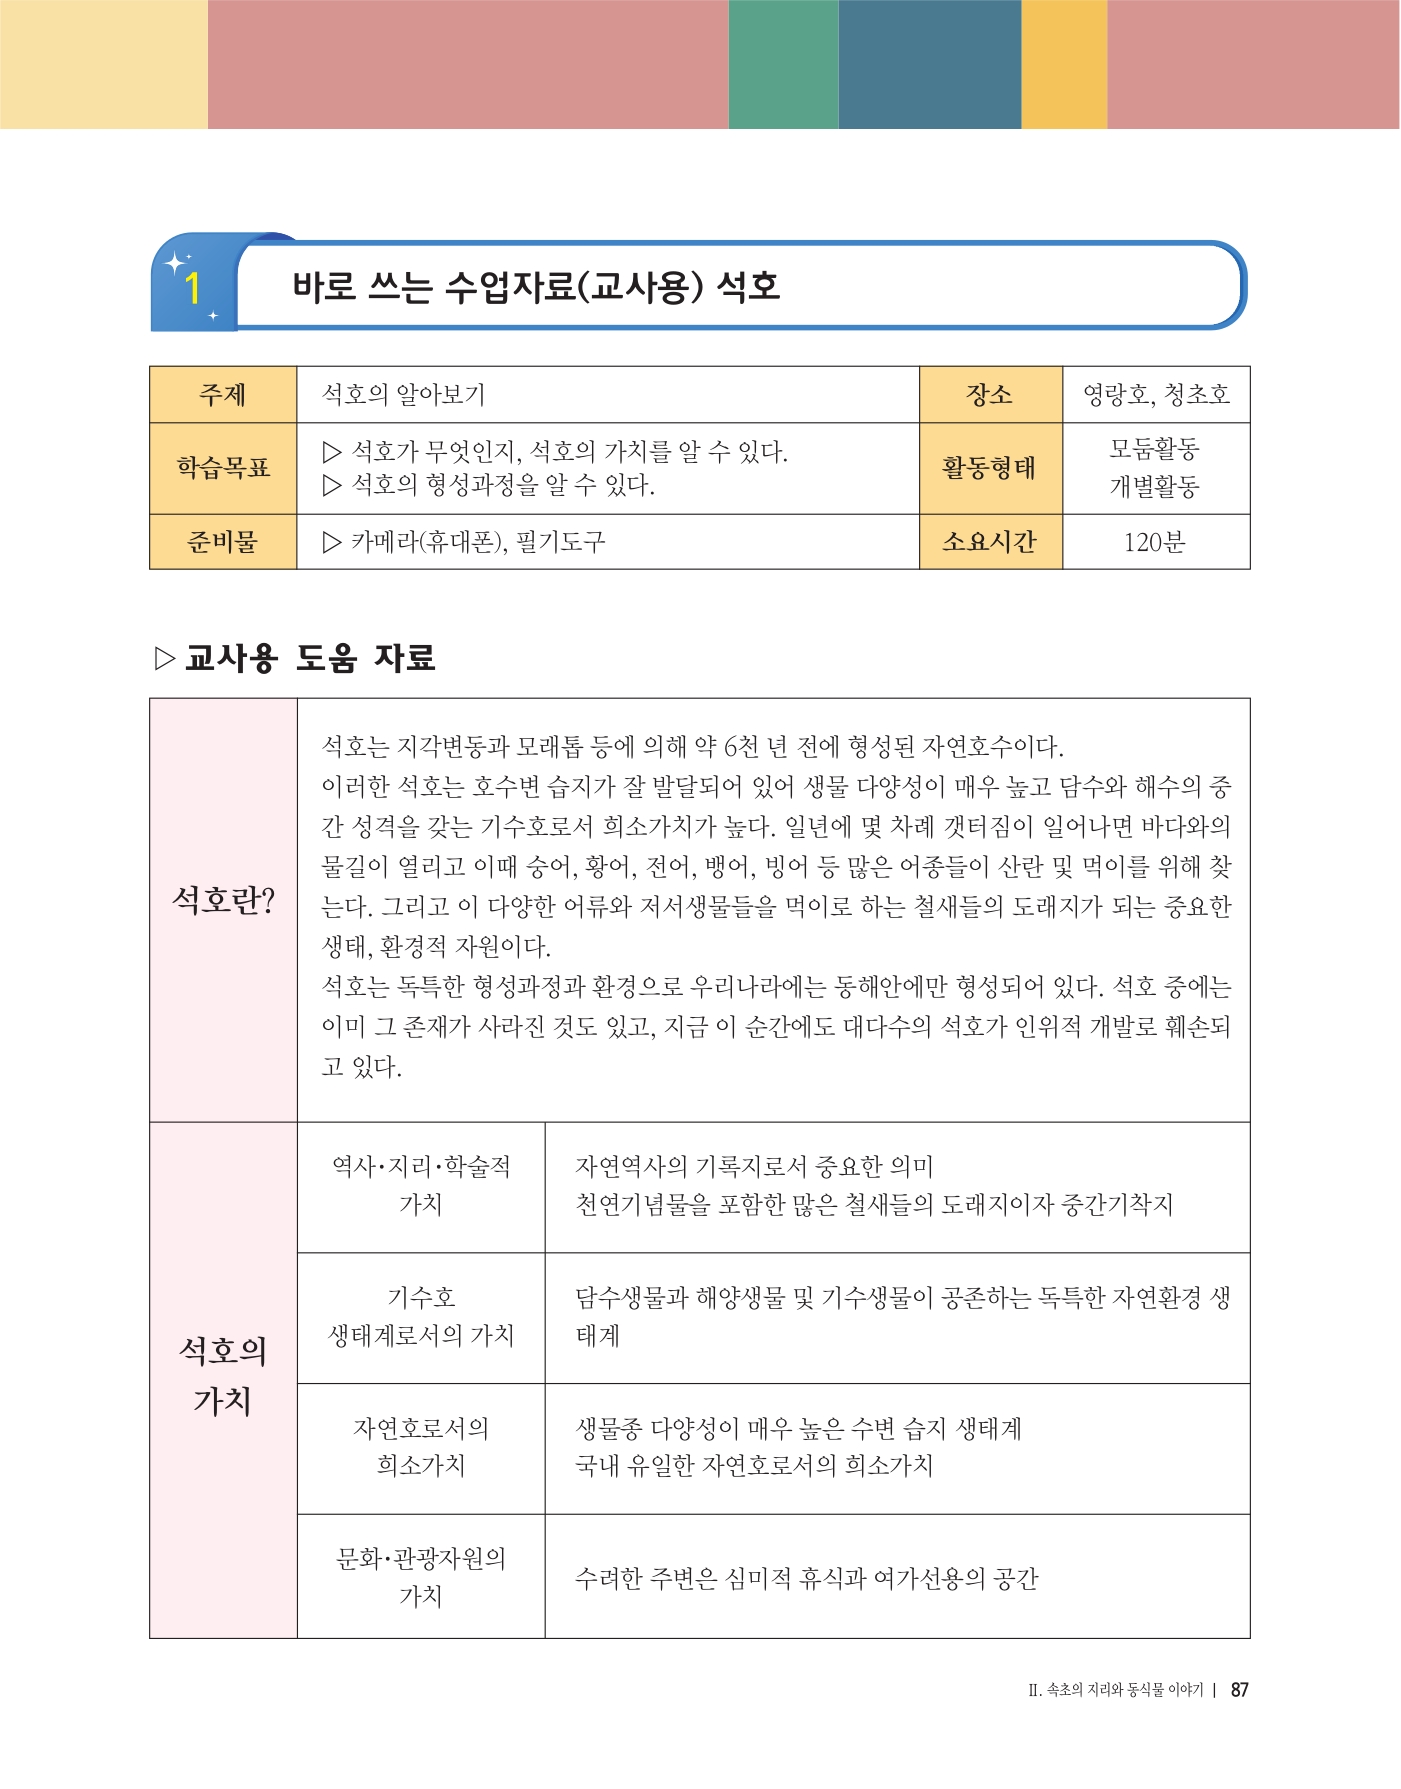 1
바로 쓰는 수업자료(교사용) 석호
주제
석호의 알아보기
장소
영랑호, 청초호
학습목표
▷ 석호가 무엇인지, 석호의 가치를 알 수 있다.
▷ 석호의 형성과정을 알 수 있다.
활동형태
모둠활동
개별활동
준비물
▷ 카메라(휴대폰), 필기도구
소요시간
120분
▷ 교사용 도움 자료
석호란?
석호는 지각변동과 모래톱 등에 의해 약 6천 년 전에 형성된 자연호수이다.
이러한 석호는 호수변 습지가 잘 발달되어 있어 생물 다양성이 매우 높고 담수와 해수의 중
간 성격을 갖는 기수호로서 희소가치가 높다. 일년에 몇 차례 갯터짐이 일어나면 바다와의
물길이 열리고 이때 숭어, 황어, 전어, 뱅어, 빙어 등 많은 어종들이 산란 및 먹이를 위해 찾
는다. 그리고 이 다양한 어류와 저서생물들을 먹이로 하는 철새들의 도래지가 되는 중요한
생태, 환경적 자원이다.
석호는 독특한 형성과정과 환경으로 우리나라에는 동해안에만 형성되어 있다. 석호 중에는
이미 그 존재가 사라진 것도 있고, 지금 이 순간에도 대다수의 석호가 인위적 개발로 훼손되
고 있다.
석호의
가치
역사·지리·학술적
가치
자연역사의 기록지로서 중요한 의미
천연기념물을 포함한 많은 철새들의 도래지이자 중간기착지
기수호
생태계로서의 가치
담수생물과 해양생물 및 기수생물이 공존하는 독특한 자연환경 생
태계
자연호로서의
희소가치
생물종 다양성이 매우 높은 수변 습지 생태계
국내 유일한 자연호로서의 희소가치
문화·관광자원의
가치
수려한 주변은 심미적 휴식과 여가선용의 공간
Ⅱ. 속초의 지리와 동식물 이야기 | 87